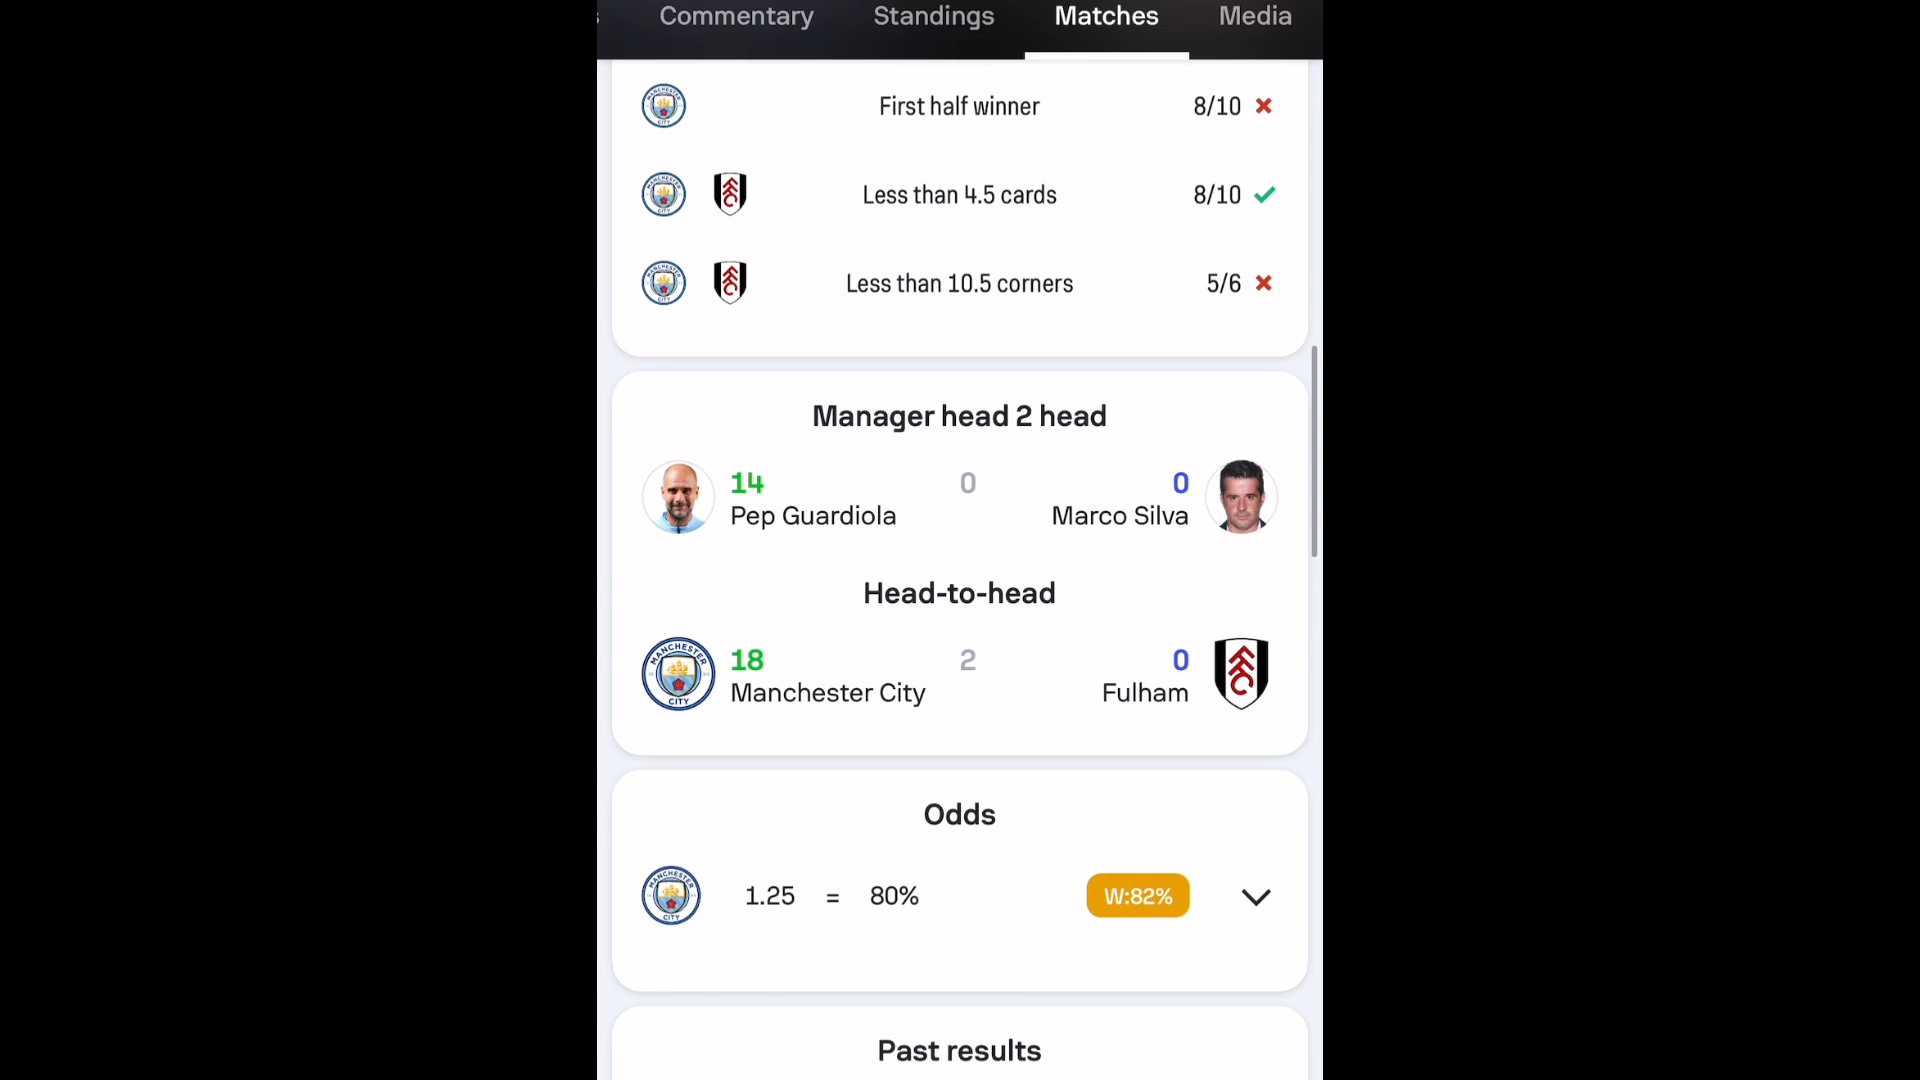 Commentary Standings Matches Media
First half winner 8/10
Less than 4.5 cards 8/10
Less than 10.5 corners 5/6
Manager head 2 head
14 0 0
Pep Guardiola Marco Silva
Head-to-head
MANCHESTER CITY
18 2 0
Manchester City Fulham
Odds
1.25 = 80% W:82%
Past results